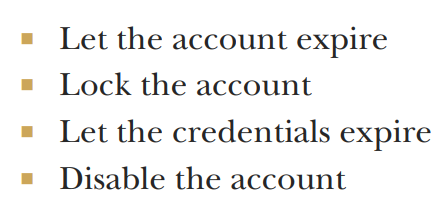 Let the account expire
Lock the account
Let the credentials expire
Disable the account